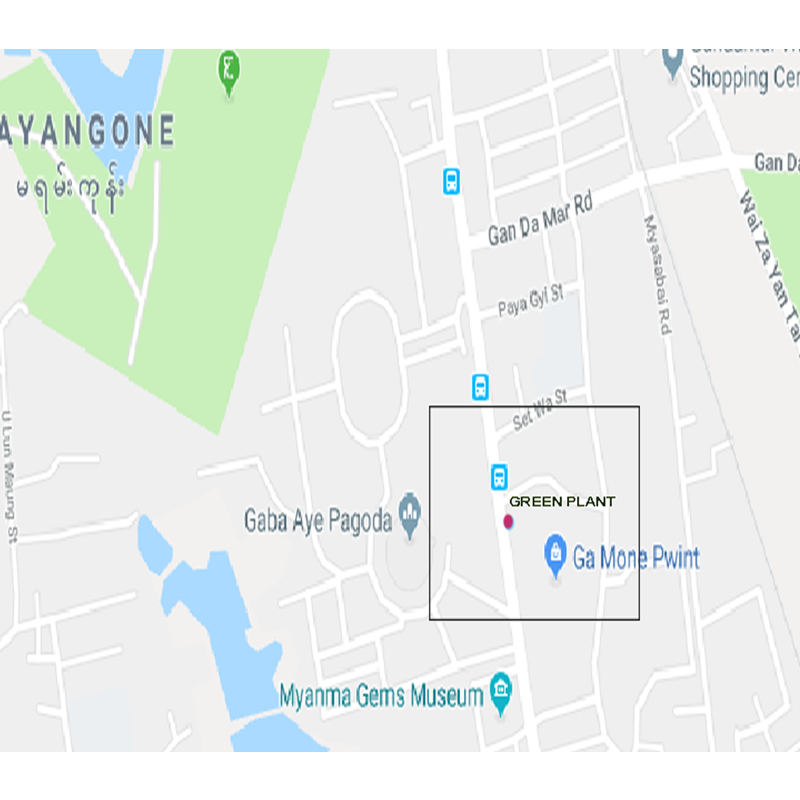 Shopping Cen
AYANGONE
မရမ်းကုန်း
Gan Da
Gan Da Mar Rd
Wai Za Yan Tar
Moyasabai Rd
Paya Gyi St
Set Wa St
U Lun Maung St
GREEN PLANT
Gaba Aye Pagoda
Ga Mone Pwint
Myanma Gems Museum